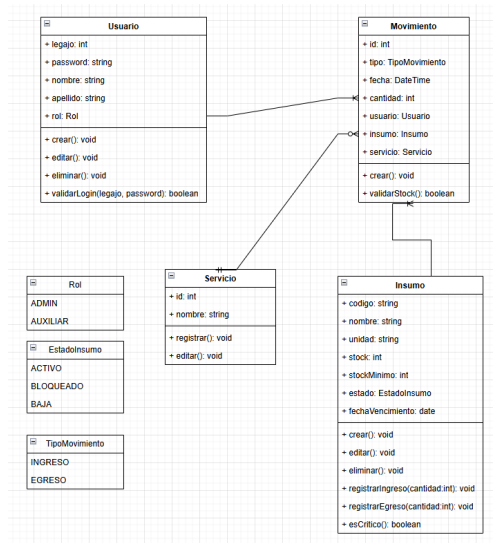 Usuario
+ legajo: int
+ password: string
+ nombre: string
+ apellido: string
+ rol: Rol
+ crear(): void
+ editar(): void
+ eliminar(): void
+ validarLogin(legajo, password): boolean
Movimiento
+ id: int
+ tipo: TipoMovimiento
+ fecha: DateTime
+ cantidad: int
+ usuario: Usuario
+ insumo: Insumo
+ servicio: Servicio
+ crear(): void
+ validarStock(): boolean
Rol
ADMIN
AUXILIAR
EstadoInsumo
ACTIVO
BLOQUEADO
BAJA
TipoMovimiento
INGRESO
EGRESO
Servicio
+ id: int
+ nombre: string
+ registrar(): void
+ editar(): void
Insumo
+ codigo: string
+ nombre: string
+ unidad: string
+ stock: int
+ stockMinimo: int
+ estado: EstadoInsumo
+ fechaVencimiento: date
+ crear(): void
+ editar(): void
+ eliminar(): void
+ registrarIngreso(cantidad:int): void
+ registrarEgreso(cantidad:int): void
+ esCritico(): boolean